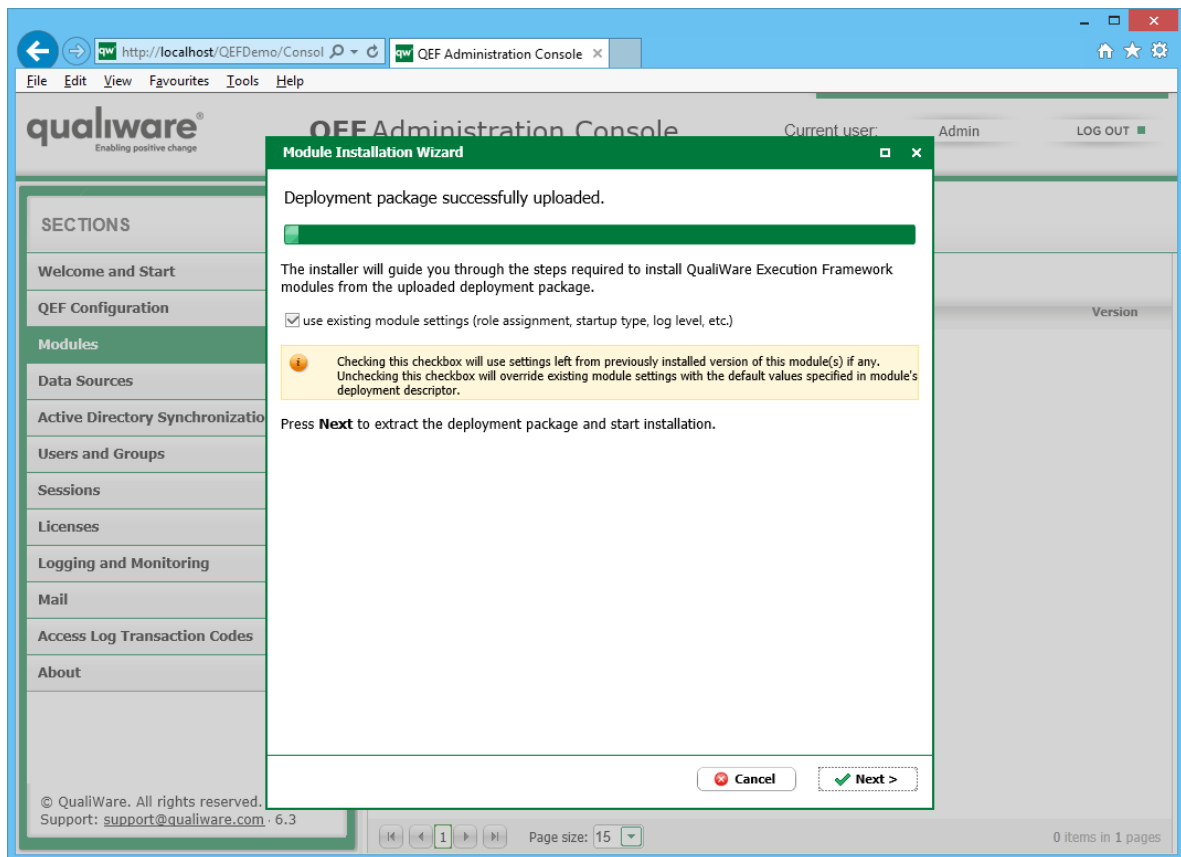 http://localhost/QEFDemo/Consol
QEF Administration Console
File Edit View Favourites Tools Help
qualiware®
Enabling positive change
QEF Administration Console
Current user:
Admin
LOG OUT
Module Installation Wizard
Deployment package successfully uploaded.
SECTIONS
Welcome and Start
QEF Configuration
Modules
Data Sources
Active Directory Synchronizatio
Users and Groups
Sessions
Licenses
Logging and Monitoring
Mail
Access Log Transaction Codes
About
The installer will guide you through the steps required to install QualiWare Execution Framework
modules from the uploaded deployment package.
use existing module settings (role assignment, startup type, log level, etc.)
Checking this checkbox will use settings left from previously installed version of this module(s) if any.
Unchecking this checkbox will override existing module settings with the default values specified in module's
deployment descriptor.
Press Next to extract the deployment package and start installation.
Version
Cancel
Next >
© QualiWare. All rights reserved.
Support: support@qualiware.com · 6.3
1
Page size: 15
0 items in 1 pages